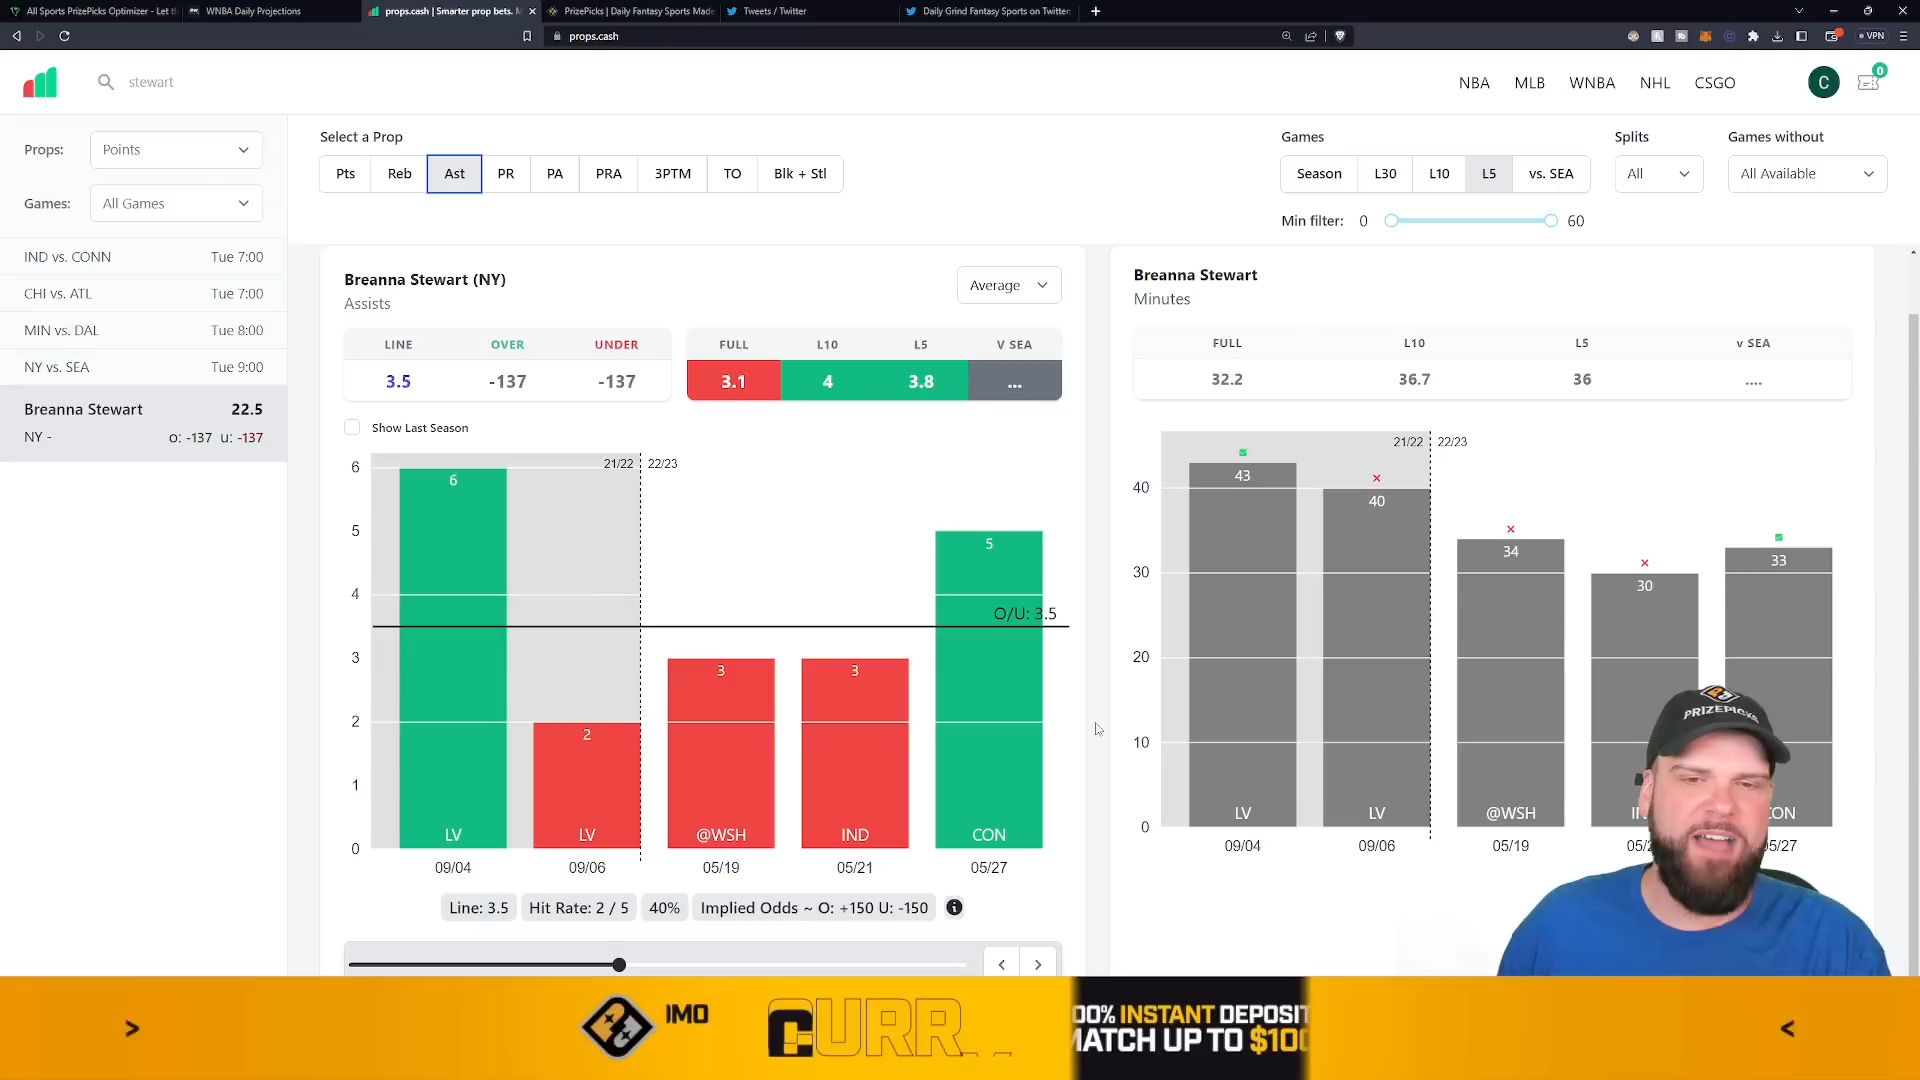 All Sports PrizePicks Optimizer - Let th
WNBA Daily Projections
props.cash | Smarter prop bets. M
PrizePicks | Daily Fantasy Sports Made
Tweets / Twitter
Daily Grind Fantasy Sports on Twitter:
props.cash
VPN
stewart
NBA
MLB
WNBA
NHL
CSGO
C
0
Props:
Points
Games:
All Games
IND vs. CONN
Tue 7:00
CHI vs. ATL
Tue 7:00
MIN vs. DAL
Tue 8:00
NY vs. SEA
Tue 9:00
Breanna Stewart
22.5
NY -
o: -137 u: -137
Select a Prop
Pts
Reb
Ast
PR
PA
PRA
3PTM
TO
Blk + Stl
Games
Season
L30
L10
L5
vs. SEA
Splits
All
Games without
All Available
Min filter: 0
60
Breanna Stewart (NY)
Assists
Average
LINE OVER UNDER
3.5 -137 -137
FULL L10 L5 V SEA
3.1 4 3.8 ...
Show Last Season
21/22 22/23
6
5
4
3
2
1
0
6
2
3
3
5
O/U: 3.5
LV LV @WSH IND CON
09/04 09/06 05/19 05/21 05/27
Line: 3.5
Hit Rate: 2 / 5
40%
Implied Odds ~ O: +150 U: -150
Breanna Stewart
Minutes
FULL L10 L5 v SEA
32.2 36.7 36 ....
21/22 22/23
40
30
20
10
0
43
40
34
30
33
LV LV @WSH
09/04 09/06 05/19
PRIZEPICKS
CURR_ _
INSTANT DEPOSIT
MATCH UP TO $100